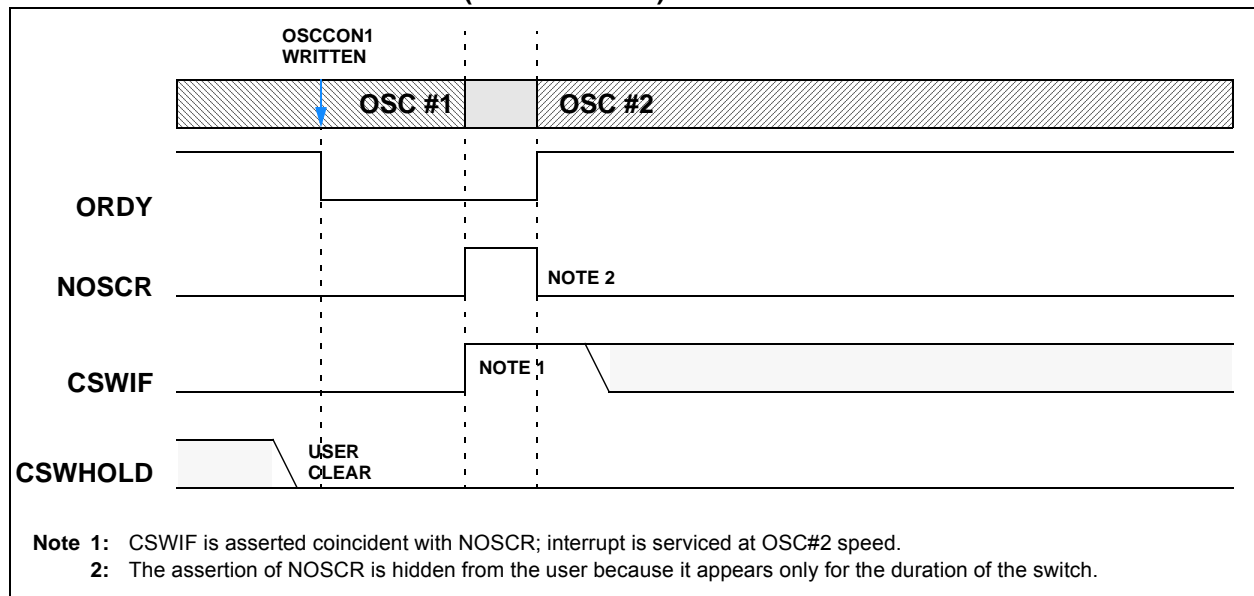 OSCCON1
WRITTEN
OSC #1
OSC #2
ORDY
NOSCR
NOTE 2
CSWIF
NOTE 1
CSWHOLD
USER
CLEAR
Note 1: CSWIF is asserted coincident with NOSCR; interrupt is serviced at OSC#2 speed.
2: The assertion of NOSCR is hidden from the user because it appears only for the duration of the switch.